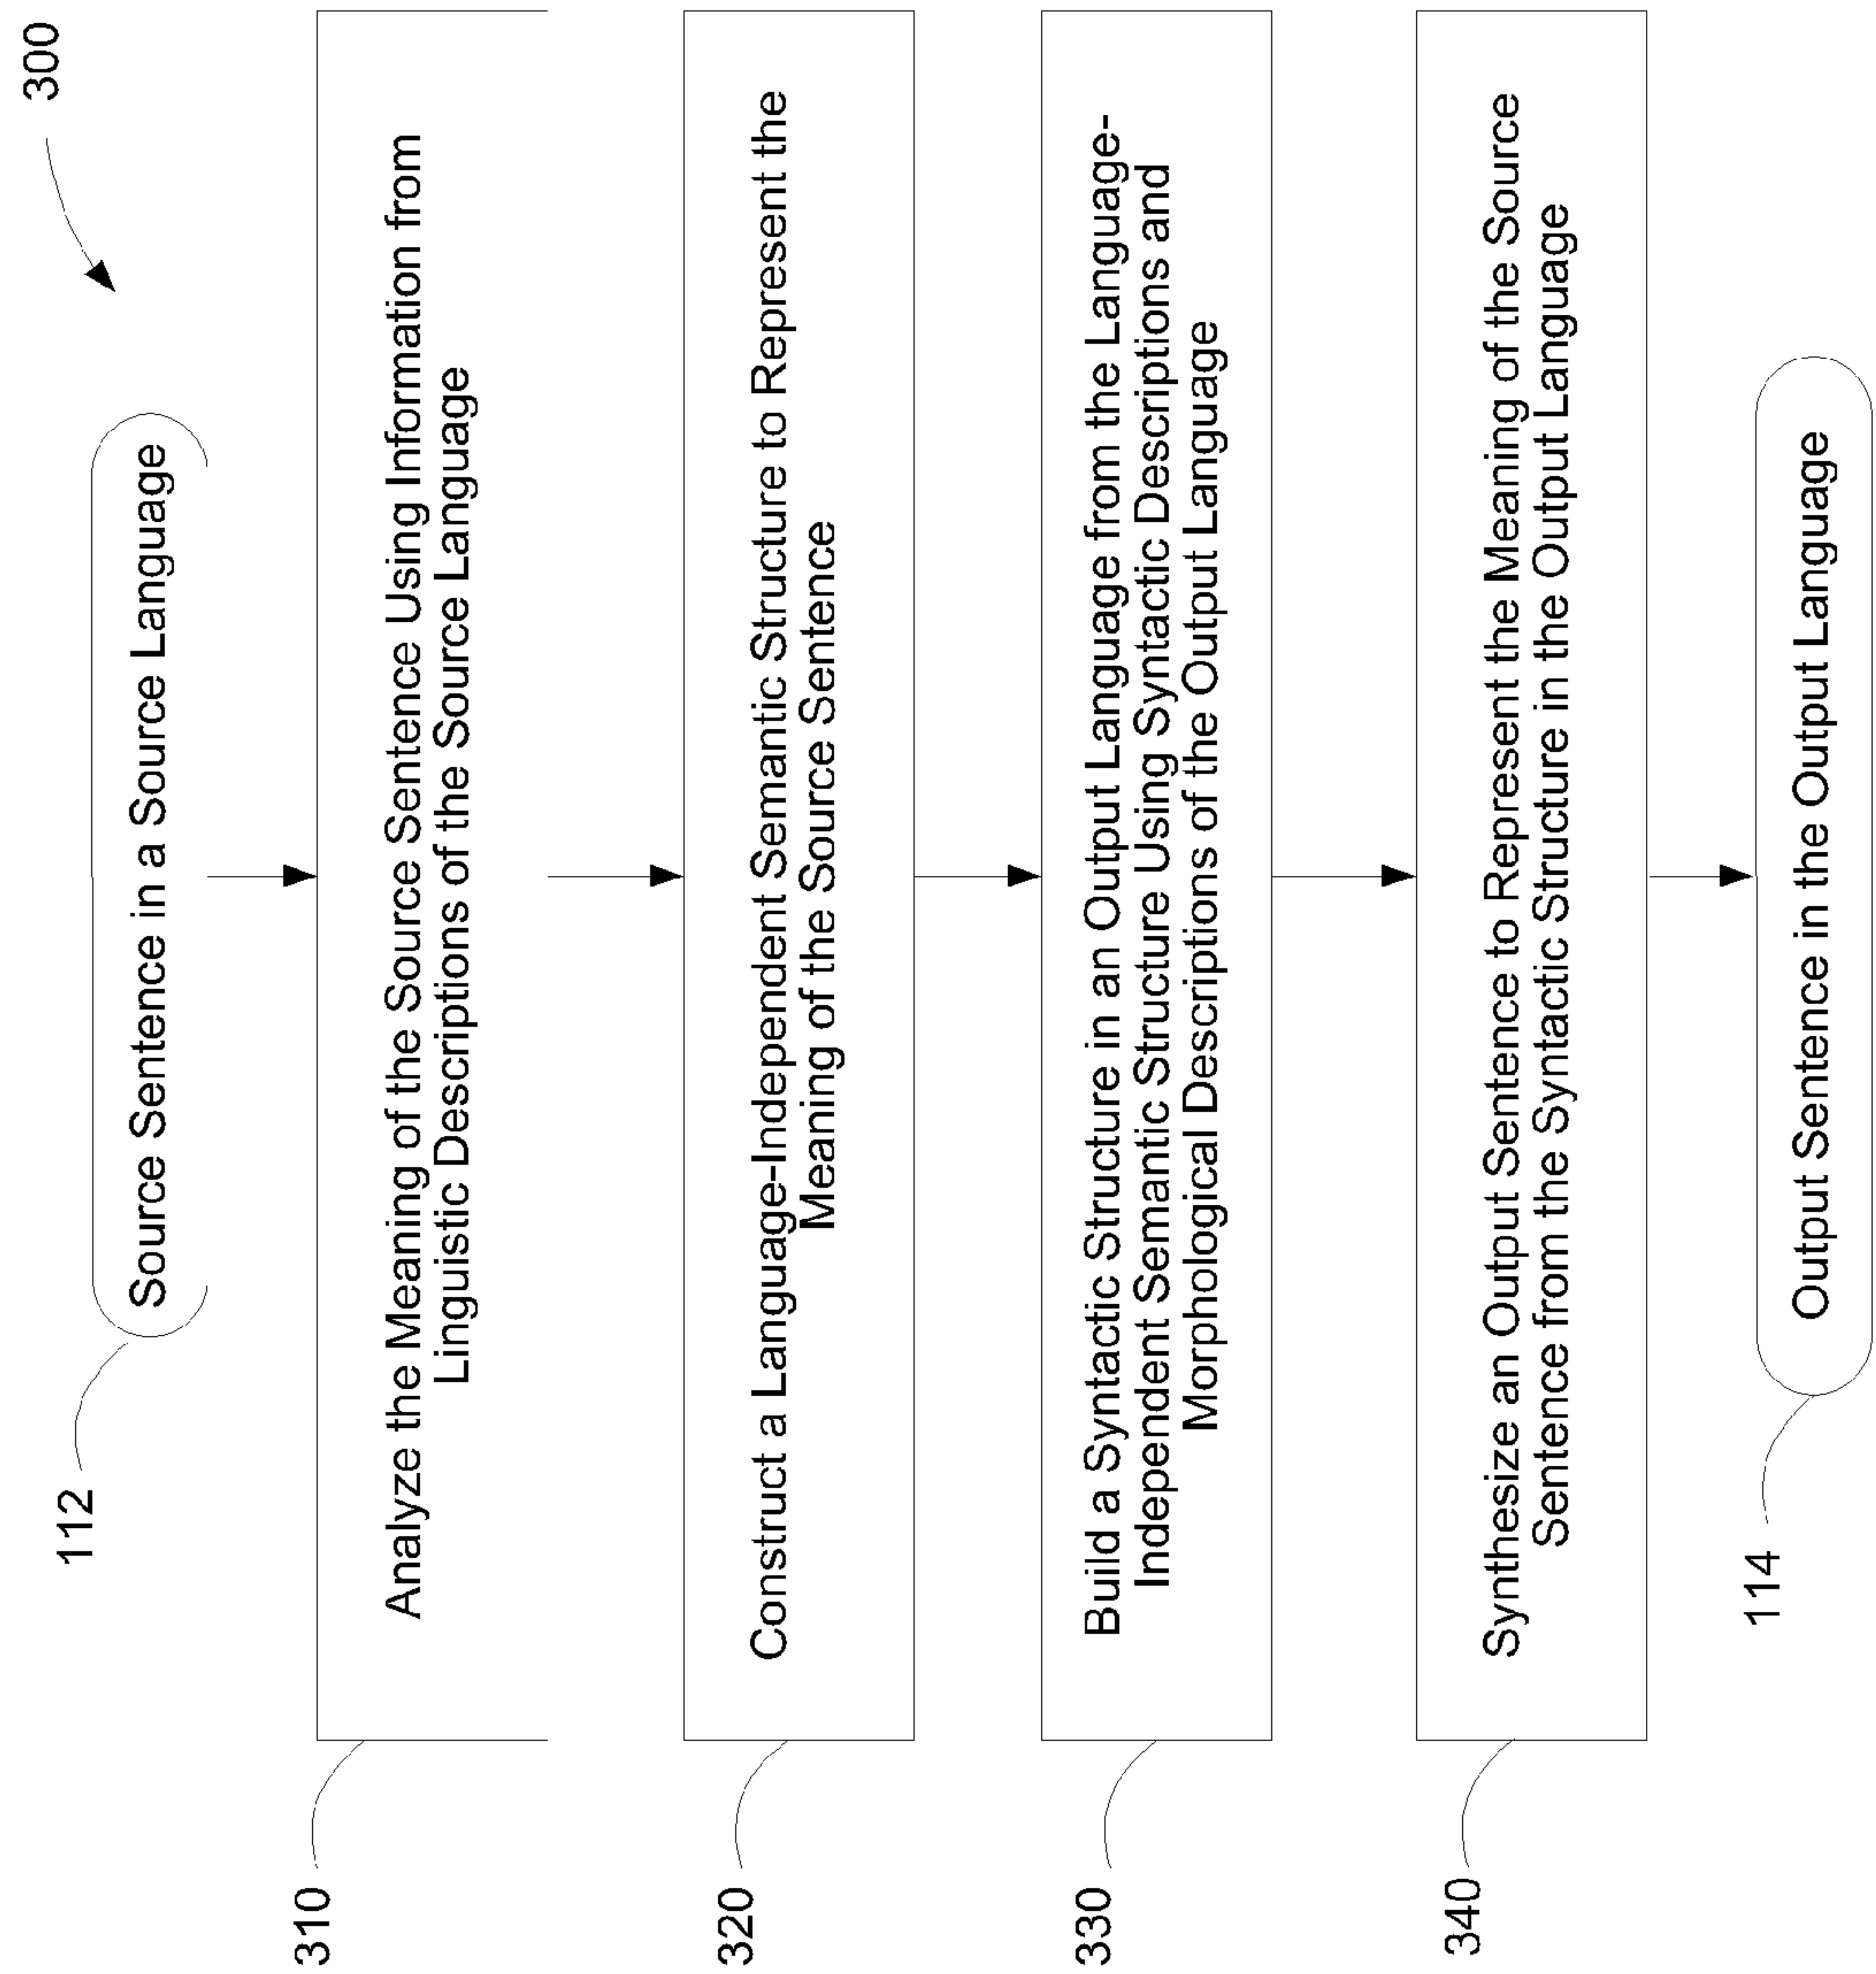 300
112
Source Sentence in a Source Language
310
Analyze the Meaning of the Source Sentence Using Information from
Linguistic Descriptions of the Source Language
320
Construct a Language-Independent Semantic Structure to Represent the
Meaning of the Source Sentence
330
Build a Syntactic Structure in an Output Language from the Language-
Independent Semantic Structure Using Syntactic Descriptions and
Morphological Descriptions of the Output Language
340
Synthesize an Output Sentence to Represent the Meaning of the Source
Sentence from the Syntactic Structure in the Output Language
114
Output Sentence in the Output Language